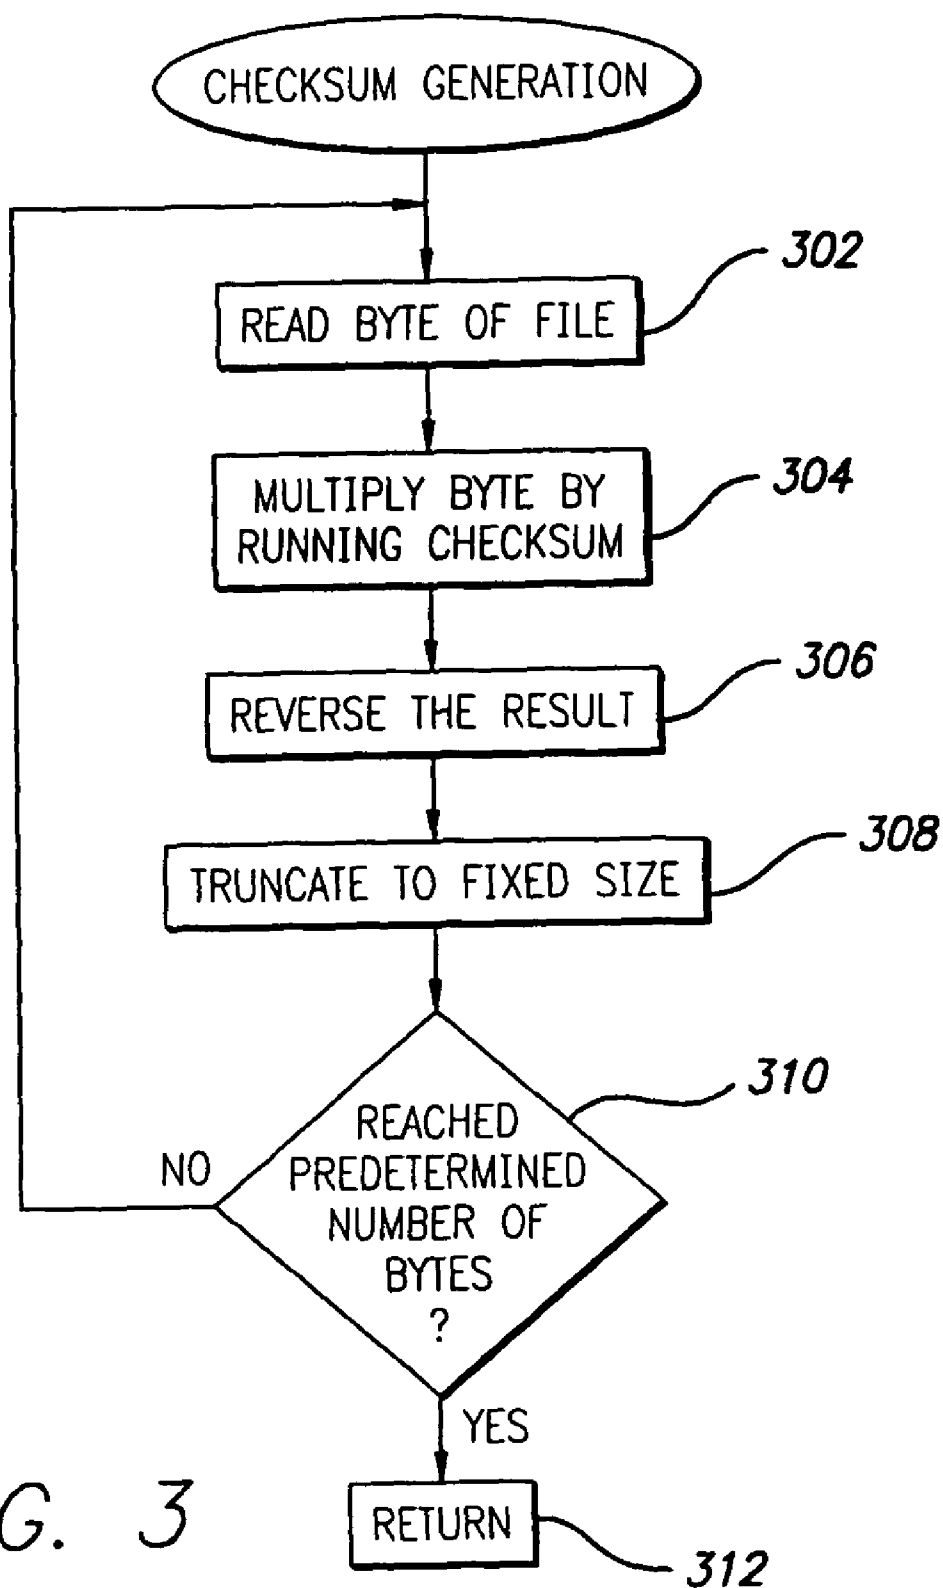 CHECKSUM GENERATION
302
READ BYTE OF FILE
304
MULTIPLY BYTE BY
RUNNING CHECKSUM
306
REVERSE THE RESULT
308
TRUNCATE TO FIXED SIZE
310
REACHED
PREDETERMINED
NUMBER OF
BYTES
?
NO
YES
RETURN
312
G. 3